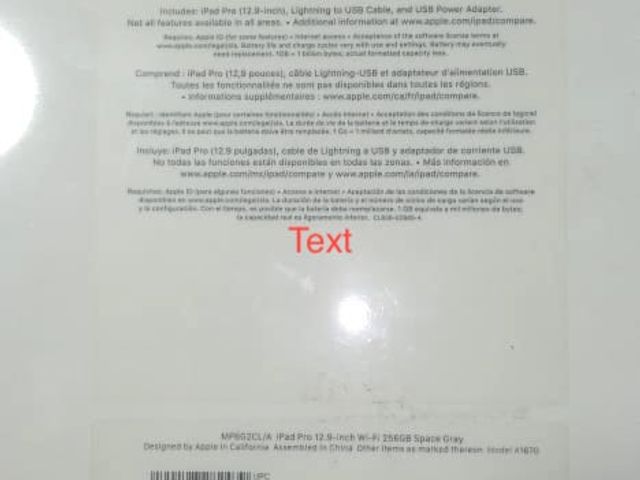 Includes: iPad Pro (12.9-inch), Lightning to USB Cable, and USB Power Adapter.
Not all features available in all areas. • Additional information at www.apple.com/ipad/compare.
Requires: Apple ID (for some features) • Internet access • Acceptance of the software license terms at
www.apple.com/legal/sla. Battery life and charge cycles vary with use and settings. Battery may eventually
need replacement. 1GB = 1 billion bytes; actual formatted capacity less.
Comprend : iPad Pro (12,9 pouces), câble Lightning-USB et adaptateur d'alimentation USB.
Toutes les fonctionnalités ne sont pas disponibles dans toutes les régions.
• Informations supplémentaires : www.apple.com/ca/fr/ipad/compare.
Requiert : identifiant Apple (pour certaines fonctionnalités) • Accès Internet • Acceptation des conditions de licence de logiciel
disponibles à l'adresse www.apple.com/legal/sla. La durée de vie de la batterie et le temps de charge varient selon l'utilisation
et les réglages. Il se peut que la batterie doive être remplacée. 1 Go = 1 milliard d'octets, capacité formatée réelle inférieure.
Incluye: iPad Pro (12.9 pulgadas), cable de Lightning a USB y adaptador de corriente USB.
No todas las funciones están disponibles en todas las zonas. • Más información en
www.apple.com/mx/ipad/compare y www.apple.com/la/ipad/compare.
Requisitos: Apple ID (para algunas funciones) • Acceso a Internet • Aceptación de las condiciones de la licencia de software
disponibles en www.apple.com/legal/sla. La duración de la batería y el número de ciclos de carga varían según el uso
y la configuración. Con el tiempo, es posible que la batería deba reemplazarse. 1 GB equivale a mil millones de bytes;
la capacidad real es ligeramente inferior.
Text
MP6G2CL/A iPad Pro 12.9-inch Wi-Fi 256GB Space Gray
Designed by Apple in California Assembled in China Other items as marked thereon Model A1670
UPC